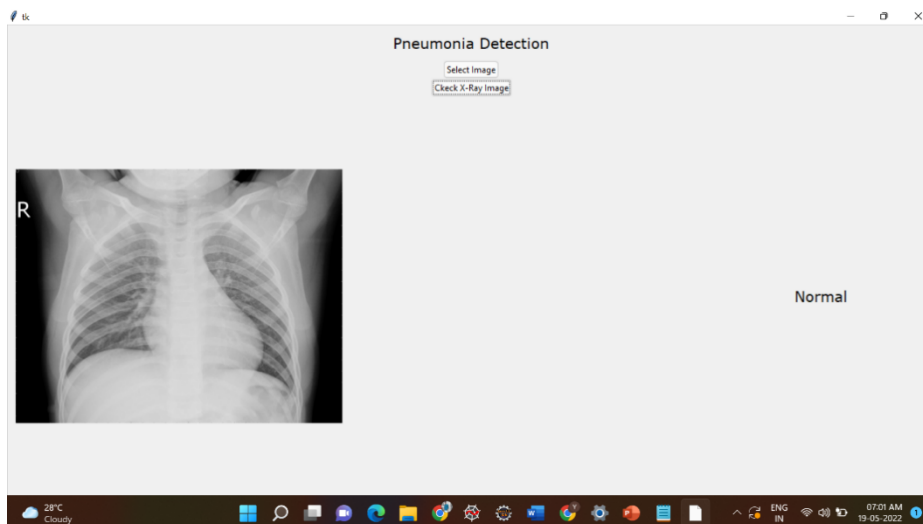 tk
Pneumonia Detection
Select Image
Ckeck X-Ray Image
R
Normal
28°C
Cloudy
ENG
IN
07:01 AM
19-05-2022
1